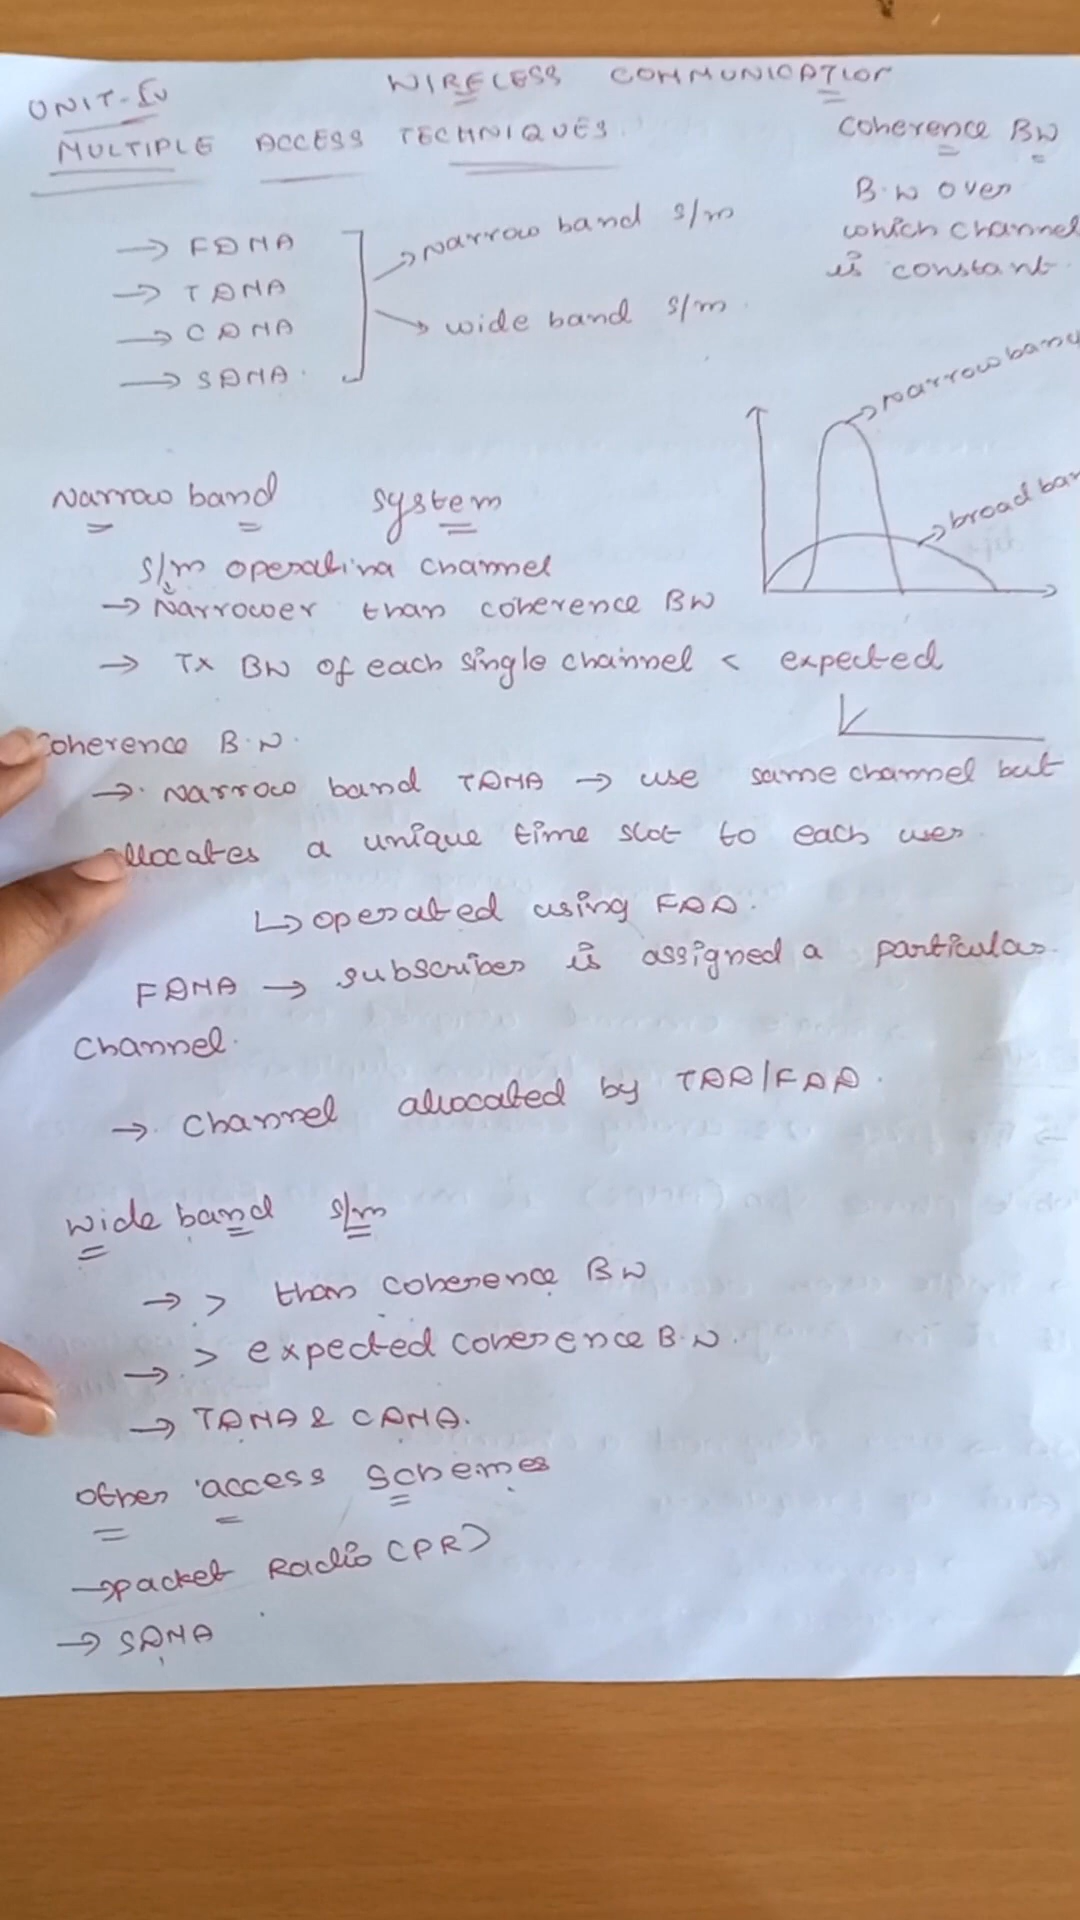 WIRELESS COMMUNICATION
UNIT-IV
MULTIPLE ACCESS TECHNIQUES
Coherence BW
B.W over
which channel
is constant.
→ FDMA
→ TDMA
→ CDMA
→ SDMA.
→ Narrow band s/m
→ wide band s/m.
→ Narrow band
→ broad ban
Narrow band system
s/m operating channel
→ Narrower than coherence BW
→ Tx BW of each single channel < expected
Coherence B.W.
→. Narrow band TDMA → use same channel but
allocates a unique time slot to each user.
↳ operated using FDD.
FDMA → subscriber is assigned a particular.
channel.
→. channel allocated by TDD/FDD.
wide band s/m
→ > than coherence BW
→. > expected coherence B.W.
→ TDMA & CDMA.
other access schemes
→ packet Radio (PR)
→ SDMA